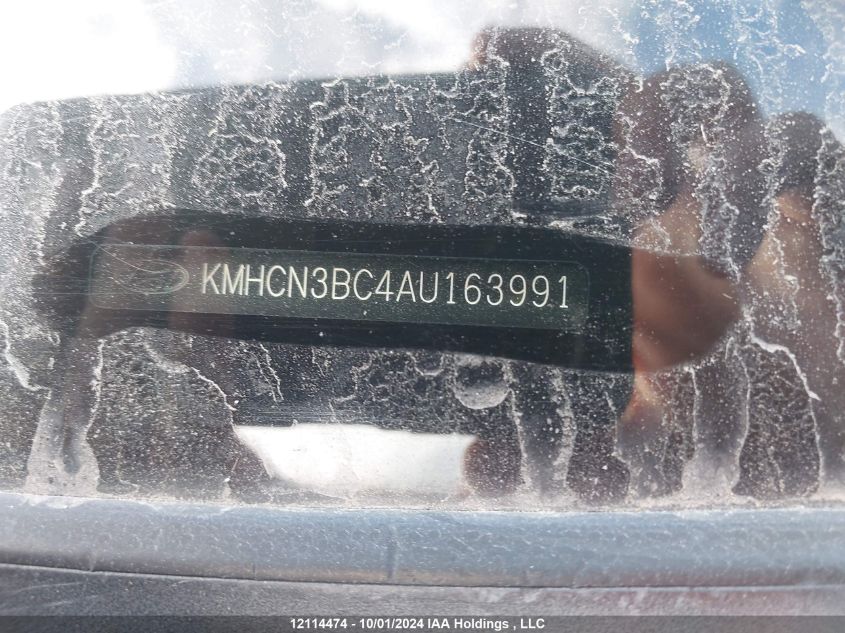 KMHCN3BC4AU163991
12114474 - 10/01/2024 IAA Holdings , LLC